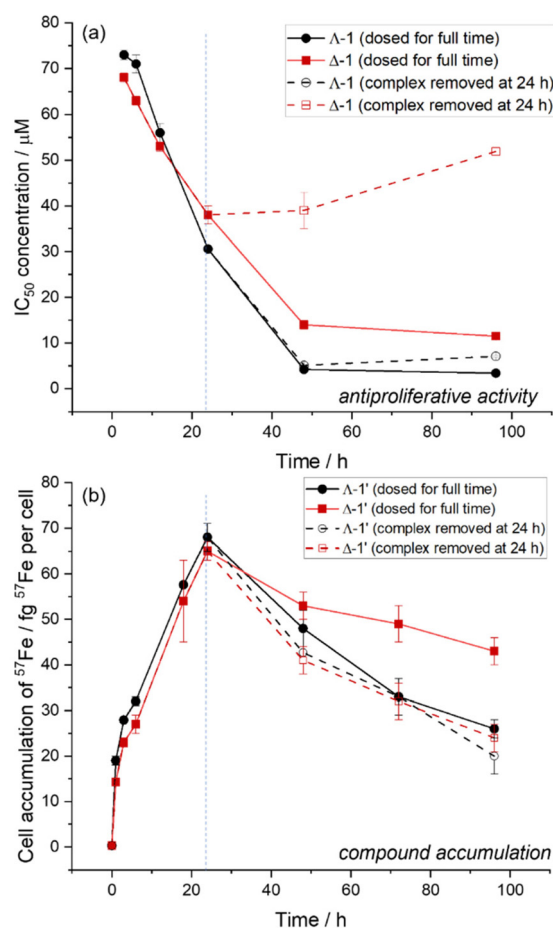 (a)
Λ-1 (dosed for full time)
Δ-1 (dosed for full time)
Λ-1 (complex removed at 24 h)
Δ-1 (complex removed at 24 h)
80
70
60
50
40
30
20
10
0
IC50 concentration / μM
antiproliferative activity
0 20 40 60 80 100
Time / h
(b)
Λ-1' (dosed for full time)
Δ-1' (dosed for full time)
Λ-1' (complex removed at 24 h)
Δ-1' (complex removed at 24 h)
80
70
60
50
40
30
20
10
0
Cell accumulation of 57Fe / fg 57Fe per cell
compound accumulation
0 20 40 60 80 100
Time / h